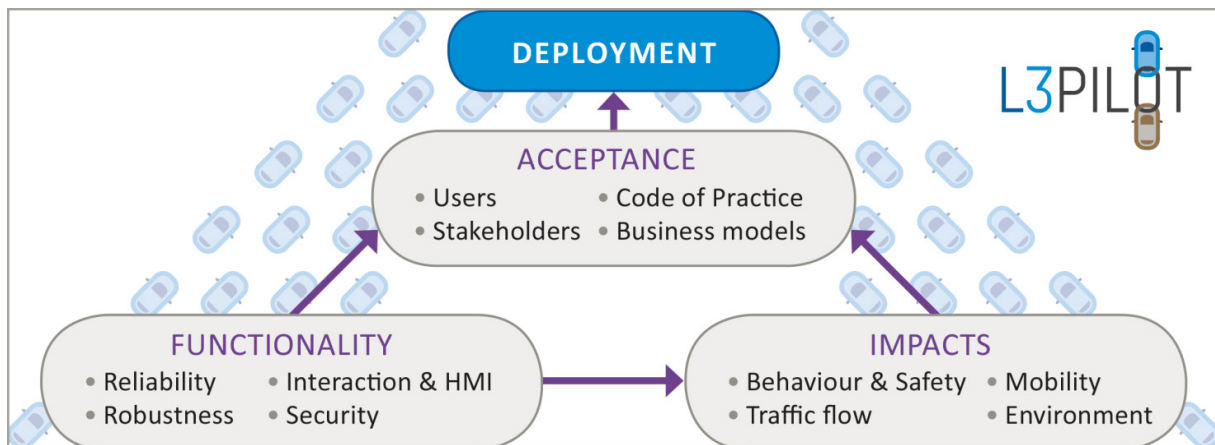 DEPLOYMENT
L3PILOT
ACCEPTANCE
• Users • Code of Practice
• Stakeholders • Business models
FUNCTIONALITY
• Reliability • Interaction & HMI
• Robustness • Security
IMPACTS
• Behaviour & Safety • Mobility
• Traffic flow • Environment